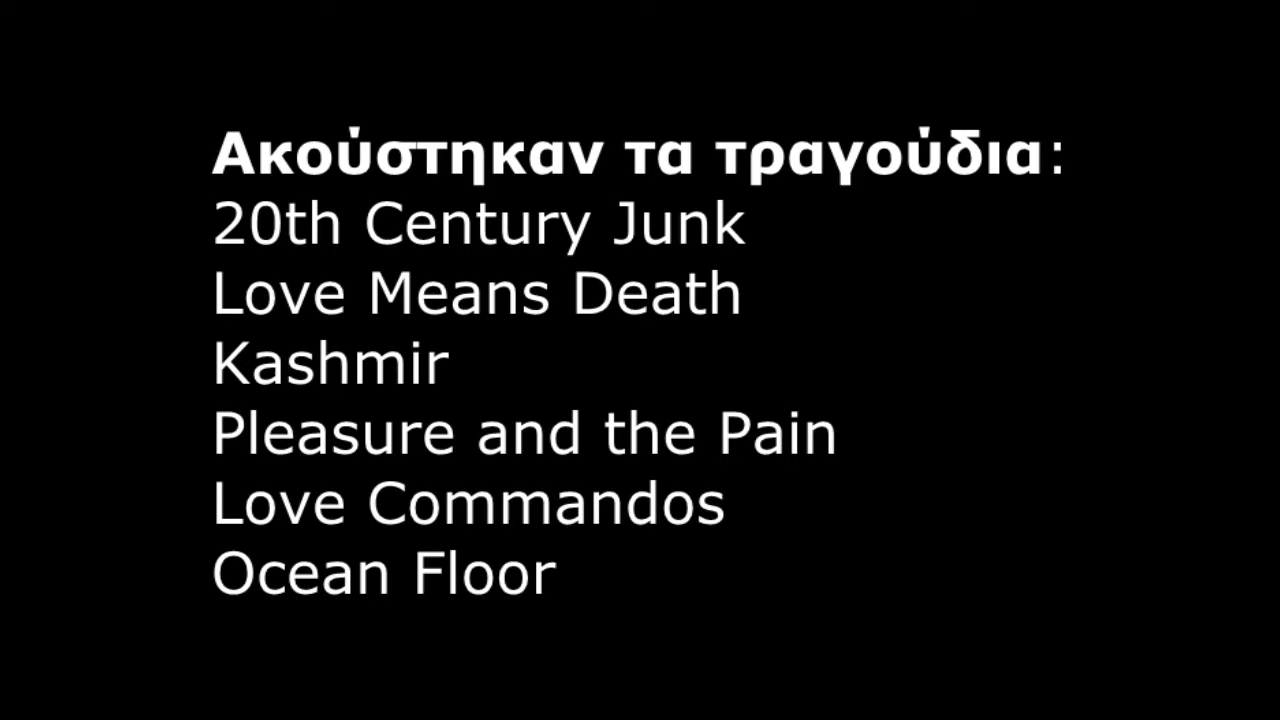 Ακούστηκαν τα τραγούδια:
20th Century Junk
Love Means Death
Kashmir
Pleasure and the Pain
Love Commandos
Ocean Floor